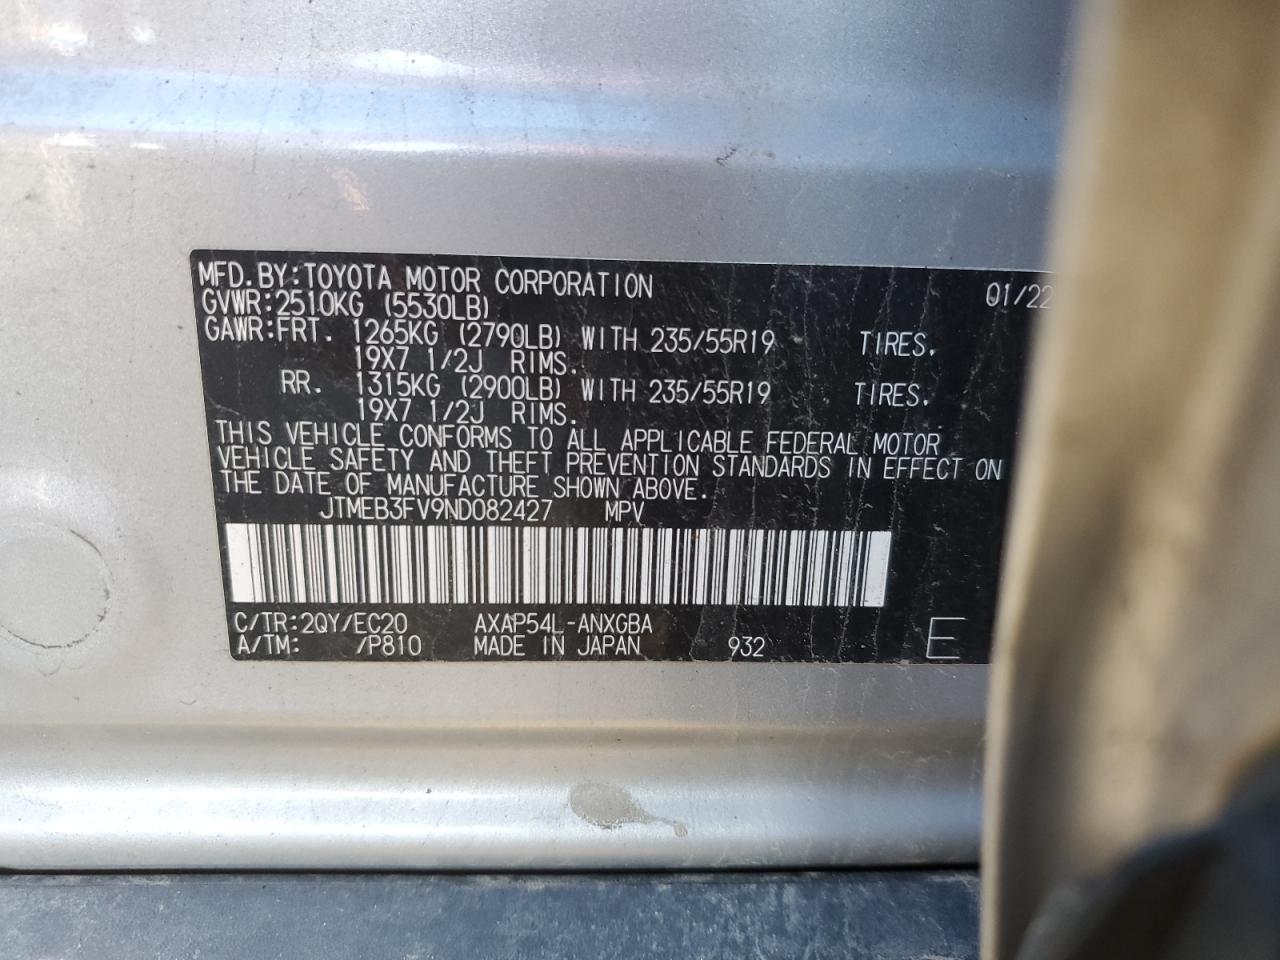 MFD.BY:TOYOTA MOTOR CORPORATION 01/22
GVWR:2510KG (5530LB)
GAWR:FRT. 1265KG (2790LB) WITH 235/55R19 TIRES.
19X7 1/2J RIMS.
RR. 1315KG (2900LB) WITH 235/55R19 TIRES.
19X7 1/2J RIMS.
THIS VEHICLE CONFORMS TO ALL APPLICABLE FEDERAL MOTOR
VEHICLE SAFETY AND THEFT PREVENTION STANDARDS IN EFFECT ON
THE DATE OF MANUFACTURE SHOWN ABOVE.
JTMEB3FV9ND082427 MPV
C/TR:2QY/EC20 AXAP54L-ANXGBA
A/TM: /P810 MADE IN JAPAN 932 E